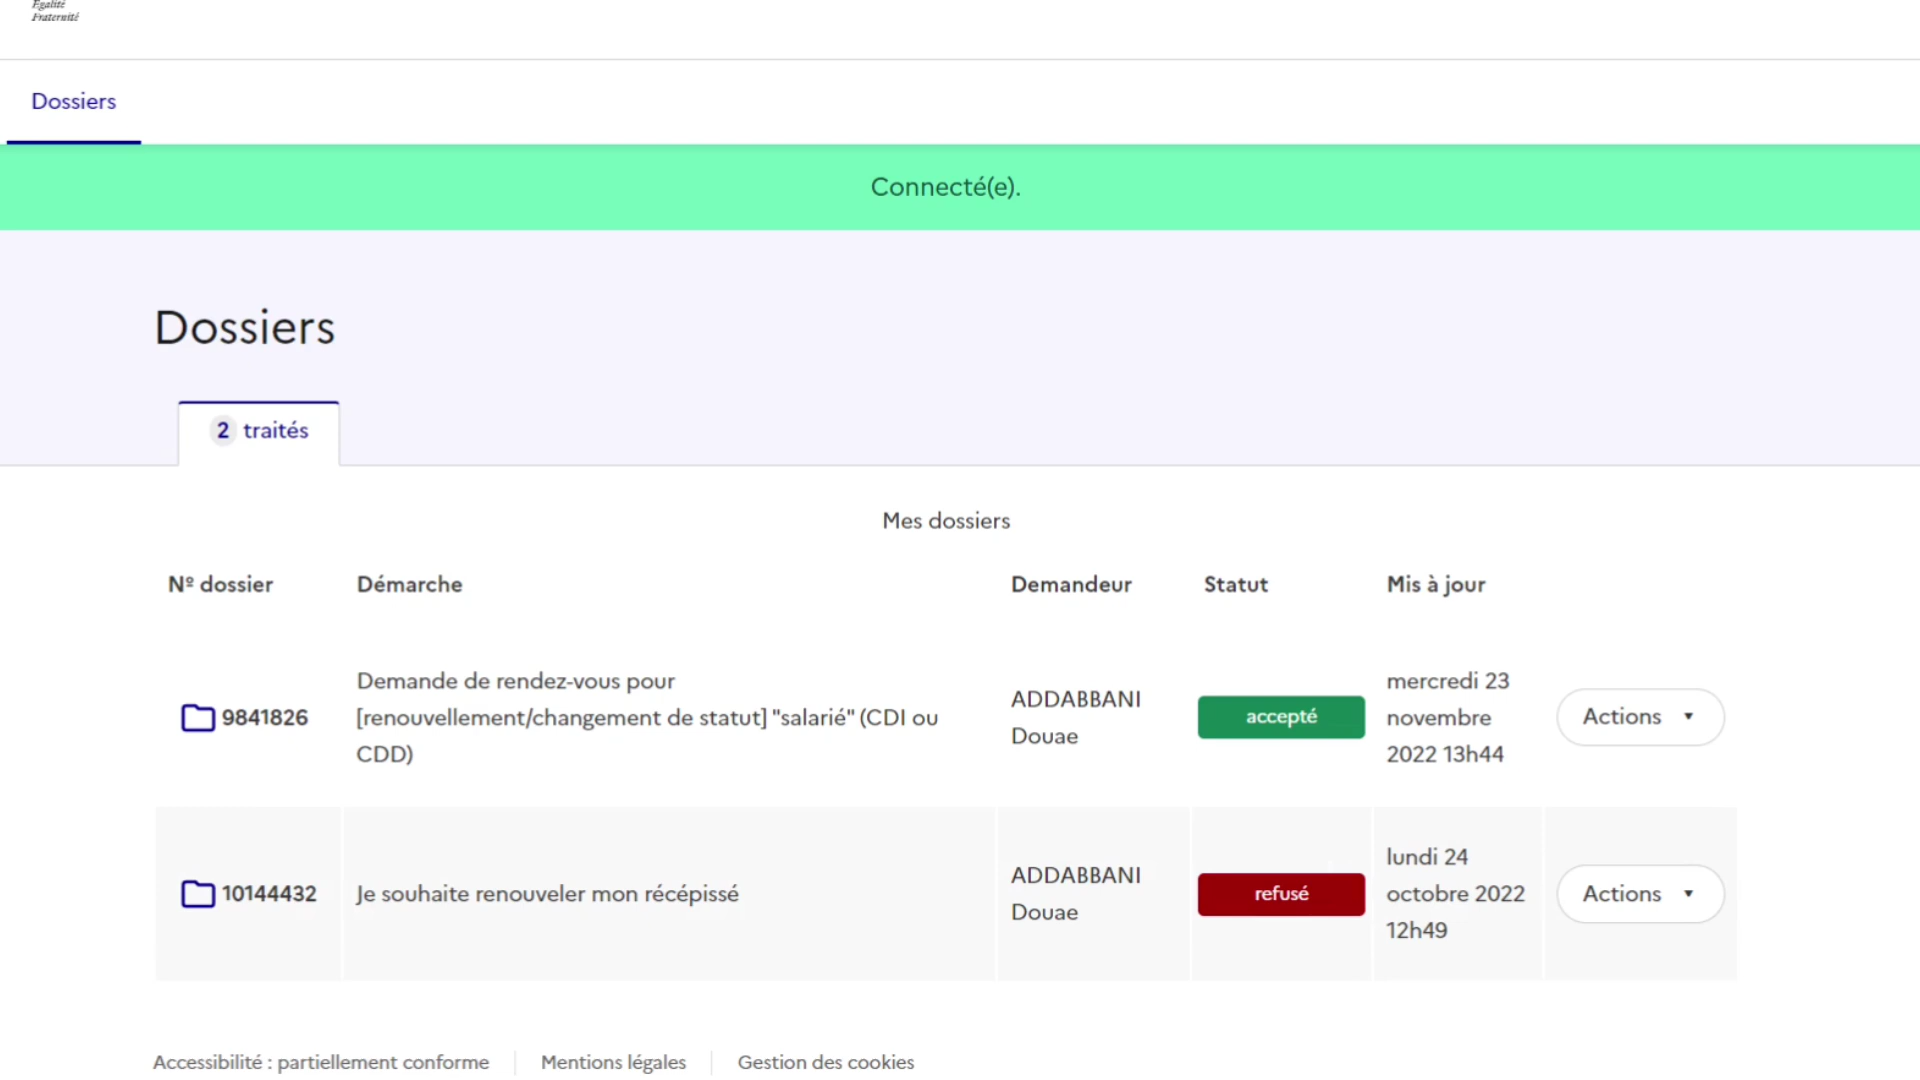 Égalité
Fraternité
Dossiers
Connecté(e).
Dossiers
2 traités
Mes dossiers
Nº dossier Démarche Demandeur Statut Mis à jour
9841826
Demande de rendez-vous pour
[renouvellement/changement de statut] "salarié" (CDI ou
CDD)
ADDABBANI
Douae
accepté
mercredi 23
novembre
2022 13h44
Actions
10144432
Je souhaite renouveler mon récépissé
ADDABBANI
Douae
refusé
lundi 24
octobre 2022
12h49
Actions
Accessibilité : partiellement conforme Mentions légales Gestion des cookies